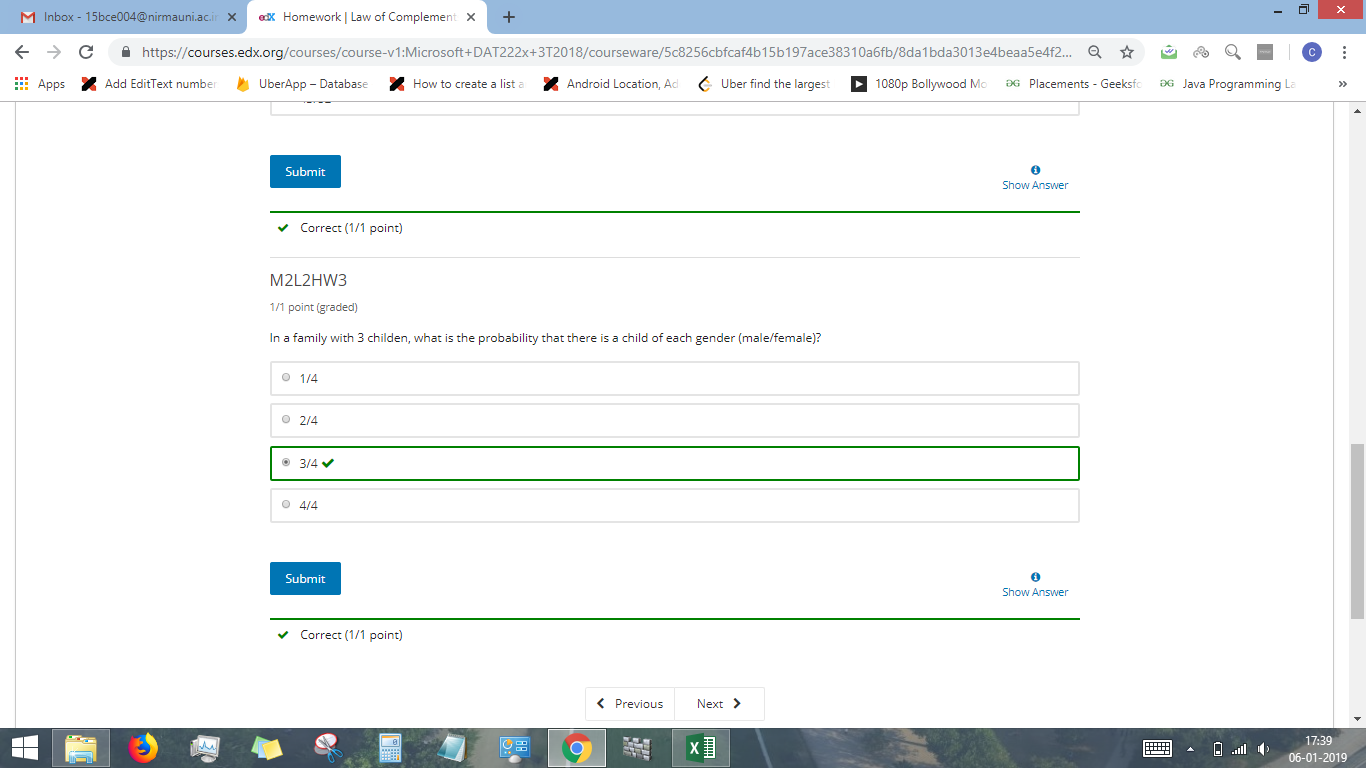 Inbox - 15bce004@nirmauni.ac.i
edX Homework | Law of Complement
https://courses.edx.org/courses/course-v1:Microsoft+DAT222x+3T2018/courseware/5c8256cbfcaf4b15b197ace38310a6fb/8da1bda3013e4beaa5e4f2...
C
Apps Add EditText number UberApp – Database How to create a list a Android Location, Ad Uber find the largest 1080p Bollywood Mo Placements - Geeksfo Java Programming La »
Submit
Show Answer
Correct (1/1 point)
M2L2HW3
1/1 point (graded)
In a family with 3 childen, what is the probability that there is a child of each gender (male/female)?
1/4
2/4
3/4
4/4
Submit
Show Answer
Correct (1/1 point)
Previous Next
17:39
06-01-2019